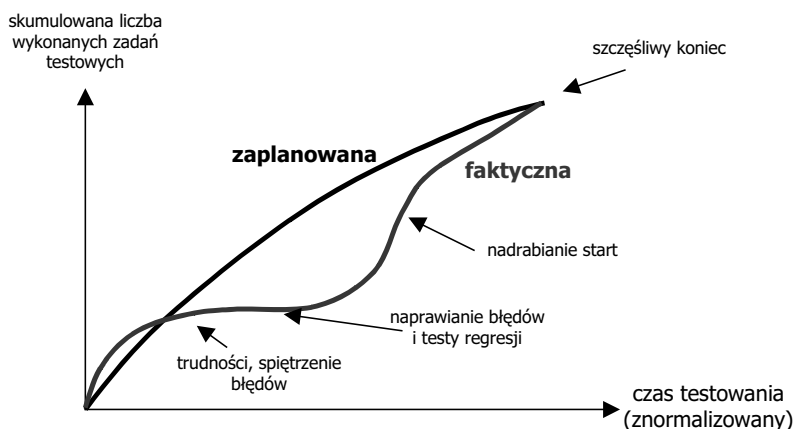 skumulowana liczba
wykonanych zadań
testowych
szczęśliwy koniec
zaplanowana
faktyczna
nadrabianie start
naprawianie błędów
i testy regresji
trudności, spiętrzenie
błędów
czas testowania
(znormalizowany)